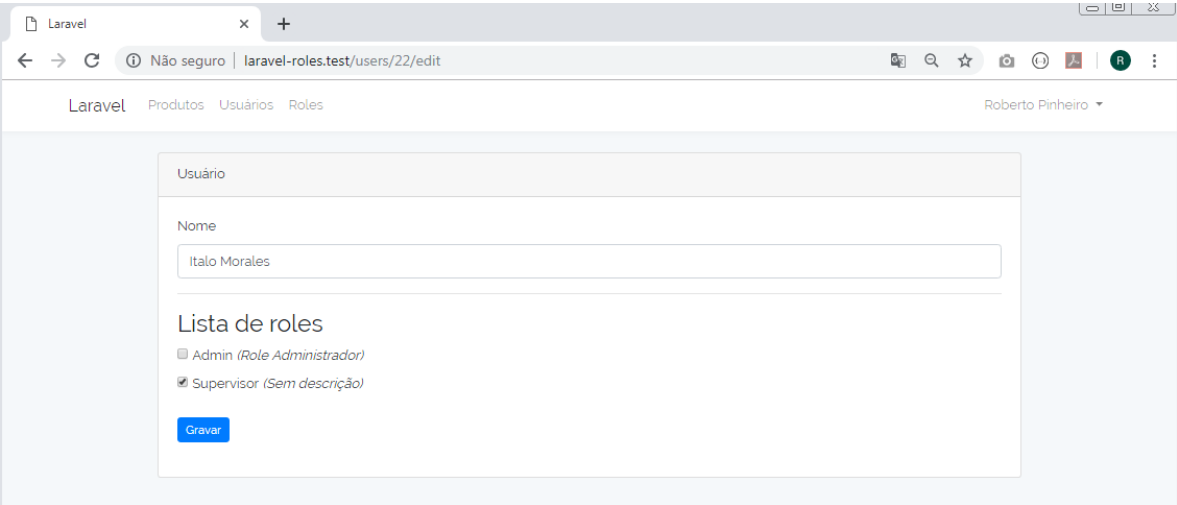 Laravel
Não seguro | laravel-roles.test/users/22/edit
R
Laravel Produtos Usuários Roles Roberto Pinheiro
Usuário
Nome
Italo Morales
Lista de roles
Admin (Role Administrador)
Supervisor (Sem descrição)
Gravar